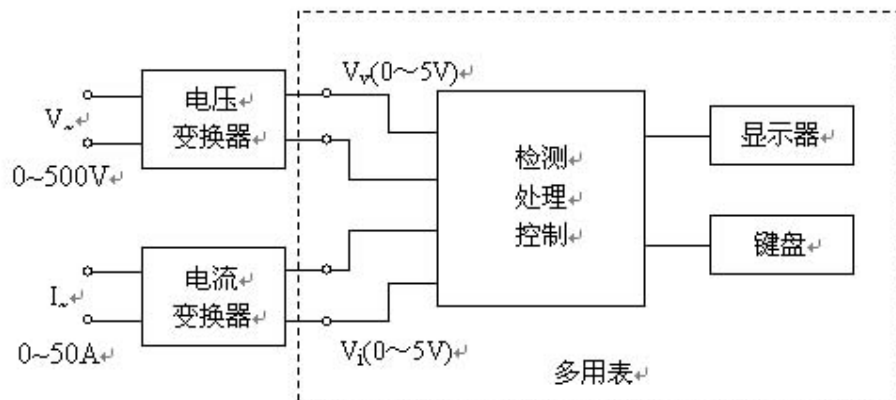 V~
0~500V
电压
变换器
Vv(0～5V)
检测
处理
控制
显示器
键盘
I~
0~50A
电流
变换器
Vi(0～5V)
多用表